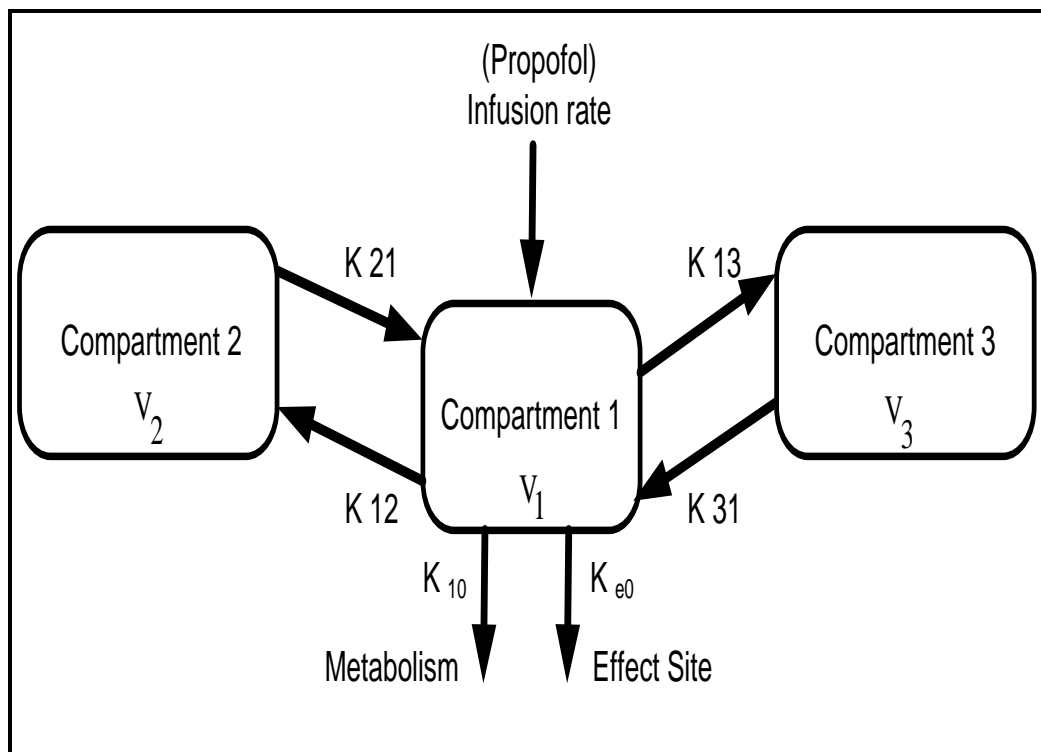 (Propofol)
Infusion rate
K 21
K 13
Compartment 2
V2
Compartment 1
V1
Compartment 3
V3
K 12
K 31
K 10
K e0
Metabolism
Effect Site